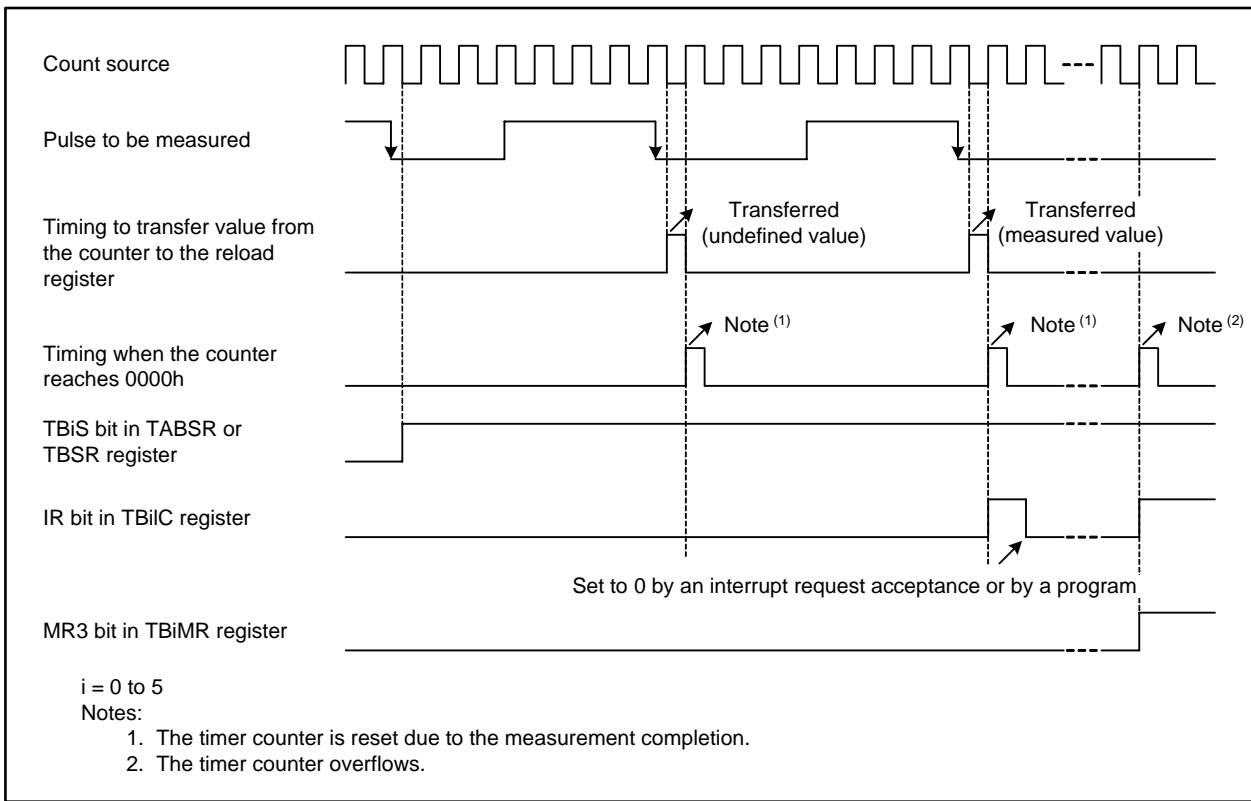 Count source
Pulse to be measured
Timing to transfer value from
the counter to the reload
register
Transferred
(undefined value)
Transferred
(measured value)
Timing when the counter
reaches 0000h
Note (1)
Note (1)
Note (2)
TBiS bit in TABSR or
TBSR register
IR bit in TBiIC register
Set to 0 by an interrupt request acceptance or by a program
MR3 bit in TBiMR register
i = 0 to 5
Notes:
1. The timer counter is reset due to the measurement completion.
2. The timer counter overflows.